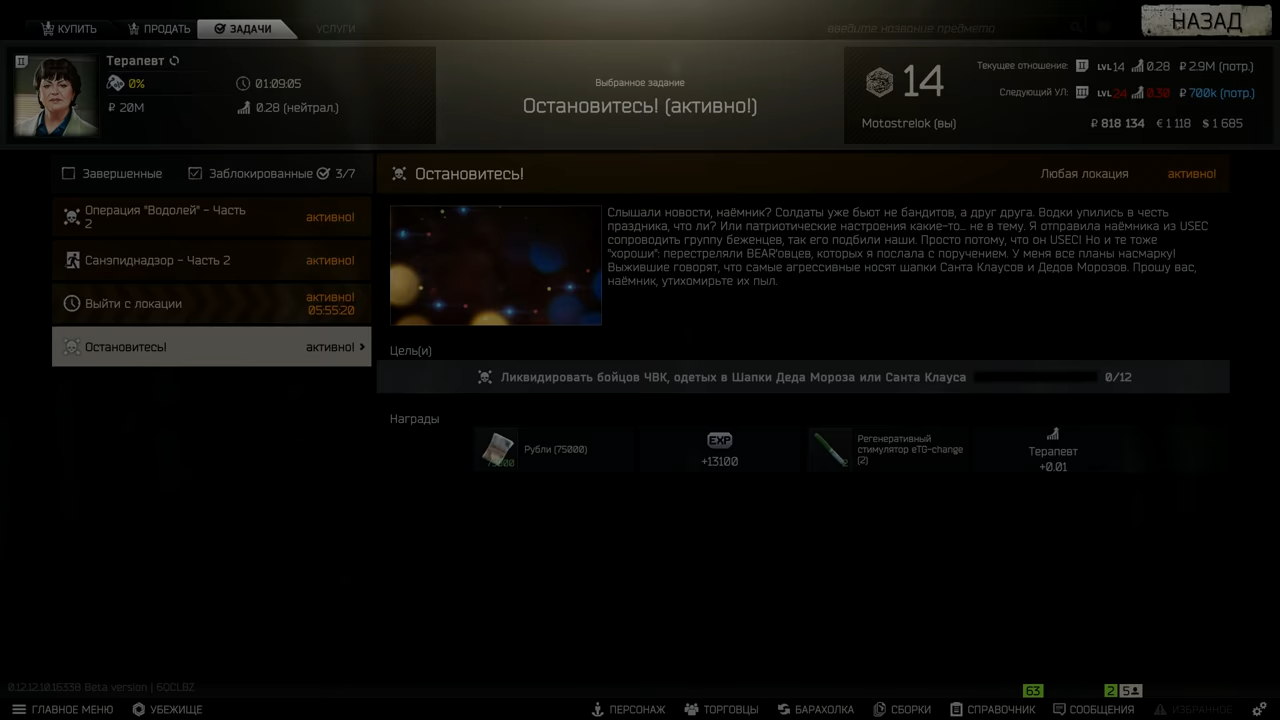 КУПИТЬ
ПРОДАТЬ
ЗАДАЧИ
УСЛУГИ
введите название предмета
НАЗАД
II
Терапевт
0%
01:09:05
₽ 20M
0.28 (нейтрал.)
Выбранное задание
Остановитесь! (активно!)
14
Motostrelok (вы)
Текущее отношение: II LVL 14 0.28 ₽ 2.9M (потр.)
Следующий УЛ: III LVL 24 0.30 ₽ 700k (потр.)
₽ 818 134 € 1 118 $ 1 685
Завершенные
Заблокированные
3/7
Операция "Водолей" - Часть
2
активно!
Санэпиднадзор - Часть 2
активно!
Выйти с локации
активно!
05:55:20
Остановитесь!
активно!
Остановитесь!
Любая локация
активно!
Слышали новости, наёмник? Солдаты уже бьют не бандитов, а друг друга. Водки упились в честь
праздника, что ли? Или патриотические настроения какие-то... не в тему. Я отправила наёмника из USEC
сопроводить группу беженцев, так его подбили наши. Просто потому, что он USEC! Но и те тоже
"хороши": перестреляли BEAR'овцев, которых я послала с поручением. У меня все планы насмарку!
Выжившие говорят, что самые агрессивные носят шапки Санта Клаусов и Дедов Морозов. Прошу вас,
наёмник, утихомирьте их пыл.
Цель(и)
Ликвидировать бойцов ЧВК, одетых в Шапки Деда Мороза или Санта Клауса
0/12
Награды
75000
Рубли (75000)
EXP
+13100
2
Регенеративный
стимулятор eTG-change
(2)
Терапевт
+0.01
0.12.12.10.16338 Beta version | 6OCLBZ
63
2
5
ГЛАВНОЕ МЕНЮ
УБЕЖИЩЕ
ПЕРСОНАЖ
ТОРГОВЦЫ
БАРАХОЛКА
СБОРКИ
СПРАВОЧНИК
СООБЩЕНИЯ
ИЗБРАННОЕ